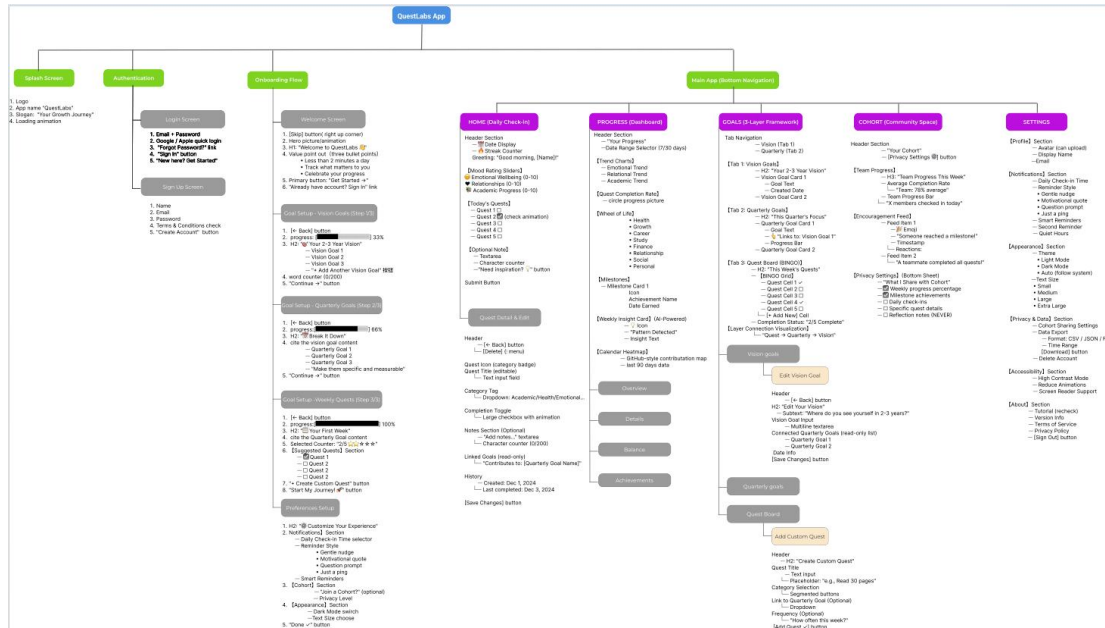 QuestLabs App
Splash Screen
1. Logo
2. App name "QuestLabs"
3. Slogan: "Your Growth Journey"
4. Loading animation
Authentication
Login Screen
1. Email + Password
2. Google / Apple quick login
3. "Forgot Password?" link
4. "Sign In" button
5. "New here? Get Started"
Sign Up Screen
1. Name
2. Email
3. Password
4. Terms & Conditions check
5. "Create Account" button
Onboarding Flow
Welcome Screen
1. [Skip] button( right up corner)
2. Hero picture/animation
3. H1: "Welcome to QuestLabs 👋"
4. Value point out (three bullet points)
• Less than 2 minutes a day
• Track what matters to you
• Celebrate your progress
5. Primary button: "Get Started →"
6. "Already have account? Sign In" link
Goal Setup - Vision Goals (Step 1/3)
1. [← Back] button
2. progress: [ ] 33%
3. H2: "🎯 Your 2-3 Year Vision"
— Vision Goal 1
— Vision Goal 2
— Vision Goal 3
— "+ Add Another Vision Goal" 按鈕
4. word counter (0/200)
5. "Continue →" button
Goal Setup - Quarterly Goals (Step 2/3)
1. [← Back] button
2. progress:[ ] 66%
3. H2: "📅 Break It Down"
4. cite the vision goal content
— Quarterly Goal 1
— Quarterly Goal 2
— Quarterly Goal 3
— "Make them specific and measurable"
5. "Continue →" button
Goal Setup -Weekly Quests (Step 3/3)
1. [← Back] button
2. progress:[ ] 100%
3. H2: "Your First Week"
4. cite the Quarterly Goal content
5. Selected Counter: "2/5 ⭐⭐☆☆☆"
6. 【Suggested Quests】Section
— ☑ Quest 1
— ☐ Quest 2
— ☐ Quest 2
— ☐ Quest 2
7. "+ Create Custom Quest" button
8. "Start My Journey! 🚀" button
Preferences Setup
1. H2: "⚙ Customize Your Experience"
2. Notifications】Section
— Daily Check-in Time selector
— Reminder Style
• Gentle nudge
• Motivational quote
• Question prompt
• Just a ping
— Smart Reminders
3. 【Cohort】Section
— "Join a Cohort?" (optional)
— Privacy Level
4. 【Appearance】Section
— Dark Mode swirch
—Text Size choose
5. "Done ✓" button
Main App (Bottom Navigation)
HOME (Daily Check-in)
Header Section
— 📅 Date Display
— 🔥 Streak Counter
Greeting: "Good morning, [Name]!"
【Mood Rating Sliders】
😊 Emotional Wellbeing (0-10)
❤ Relationships (0-10)
📚 Academic Progress (0-10)
【Today's Quests】
— Quest 1 ☐
— Quest 2 ☑ (check animation)
— Quest 3 ☐
— Quest 4 ☐
— Quest 5 ☐
【Optional Note】
— Textarea
— Character counter
— "Need Inspiration? 💡" button
Submit Button
Quest Detail & Edit
Header
— [← Back] button
— [Delete] (⋮ menu)
Quest Icon (category badge)
Quest Title (editable)
— Text input field
Category Tag
— Dropdown: Academic/Health/Emotional...
Completion Toggle
— Large checkbox with animation
Notes Section (Optional)
— "Add notes..." textarea
— Character counter (0/200)
Linked Goals (read-only)
— "Contributes to: [Quarterly Goal Name]"
History
— Created: Dec 1, 2024
— Last completed: Dec 3, 2024
[Save Changes] button
PROGRESS (Dashboard)
Header Section
— "Your Progress"
—Date Range Selector (7/30 days)
【Trend Charts】
— Emotional Trend
— Relational Trend
— Academic Trend
【Quest Completion Rate】
— circle progress picture
【Wheel of Life】
• Health
• Growth
• Career
• Study
• Finance
• Relationship
• Social
• Personal
【Milestones】
— Milestone Card 1
Icon
Achievement Name
Date Earned
【Weekly Insight Card】(AI-Powered)
— 💡 Icon
— "Pattern Detected"
— Insight Text
【Calendar Heatmap】
— GitHub-style contribution map
— last 90 days data
Overview
Details
Balance
Achievements
GOALS (3-Layer Framework)
Tab Navigation
— Vision (Tab 1)
— Quarterly (Tab 2)
【Tab 1: Vision Goals】
— H2: "Your 2-3 Year Vision"
— Vision Goal Card 1
— Goal Text
— Created Date
— Vision Goal Card 2
【Tab 2: Quarterly Goals】
— H2: "This Quarter's Focus"
— Quarterly Goal Card 1
— Goal Text
— "Links to: Vision Goal 1"
— Progress Bar
— Quarterly Goal Card 2
【Tab 3: Quest Board (BINGO)】
— H2: "This Week's Quests"
— 【BINGO Grid】
— Quest Cell 1 ✓
— Quest Cell 2 ☐
— Quest Cell 3 ☐
— Quest Cell 4 ✓
— Quest Cell 5 ☐
— [+ Add New] Cell
— Completion Status: "2/5 Complete"
【Layer Connection Visualization】
— "Quest → Quarterly → Vision"
Vision goals
Edit Vision Goal
Header
— [← Back] button
— H2: "Edit Your Vision"
— Subtext: "Where do you see yourself in 2-3 years?"
Vision Goal Input
— Multiline textarea
Connected Quarterly Goals (read-only list)
— Quarterly Goal 1
— Quarterly Goal 2
Date Info
[Save Changes] button
Quarterly goals
Quest Board
Add Custom Quest
Header
— H2: "Create Custom Quest"
Quest Title
— Text Input
— Placeholder: "e.g., Read 30 pages"
Category Selection
— Segmented buttons
Link to Quarterly Goal (Optional)
— Dropdown
Frequency (Optional)
— "How often this week?"
[Add Quest ✓] button
COHORT (Community Space)
Header Section
— "Your Cohort"
— [Privacy Settings ⚙] button
【Team Progress】
— H3: "Team Progress This Week"
— Average Completion Rate
— "Team: 78% average"
— Team Progress Bar
— "X members checked in today"
【Encouragement Feed】
— Feed Item 1
— 🎉 Emoji
— "Someone reached a milestone!"
— Timestamp
— Reactions:
— Feed Item 2
— "A teammate completed all quests!"
【Privacy Settings】(Bottom Sheet)
— "What I Share with Cohort"
— ☑ Weekly progress percentage
— ☑ Milestone achievements
— ☐ Daily check-ins
— ☐ Specific quest details
— ☐ Reflection notes (NEVER)
SETTINGS
【Profile】Section
— Avatar (can upload)
— Display Name
—Email
【Notifications】Section
— Daily Check-in Time
— Reminder Style
• Gentle nudge
• Motivational quote
• Question prompt
• Just a ping
— Smart Reminders
— Second Reminder
— Quiet Hours
【Appearance】Section
— Theme
• Light Mode
• Dark Mode
• Auto (follow system)
— Text Size
• Small
• Medium
• Large
• Extra Large
【Privacy & Data】Section
— Cohort Sharing Settings
— Data Export
— Format: CSV / JSON /
— Time Range
[Download] button
— Delete Account
【Accessibility】Section
— High Contrast Mode
— Reduce Animations
— Screen Reader Support
【About】Section
— Tutorial (recheck)
— Version Info
— Terms of Service
— Privacy Policy
— [Sign Out] button